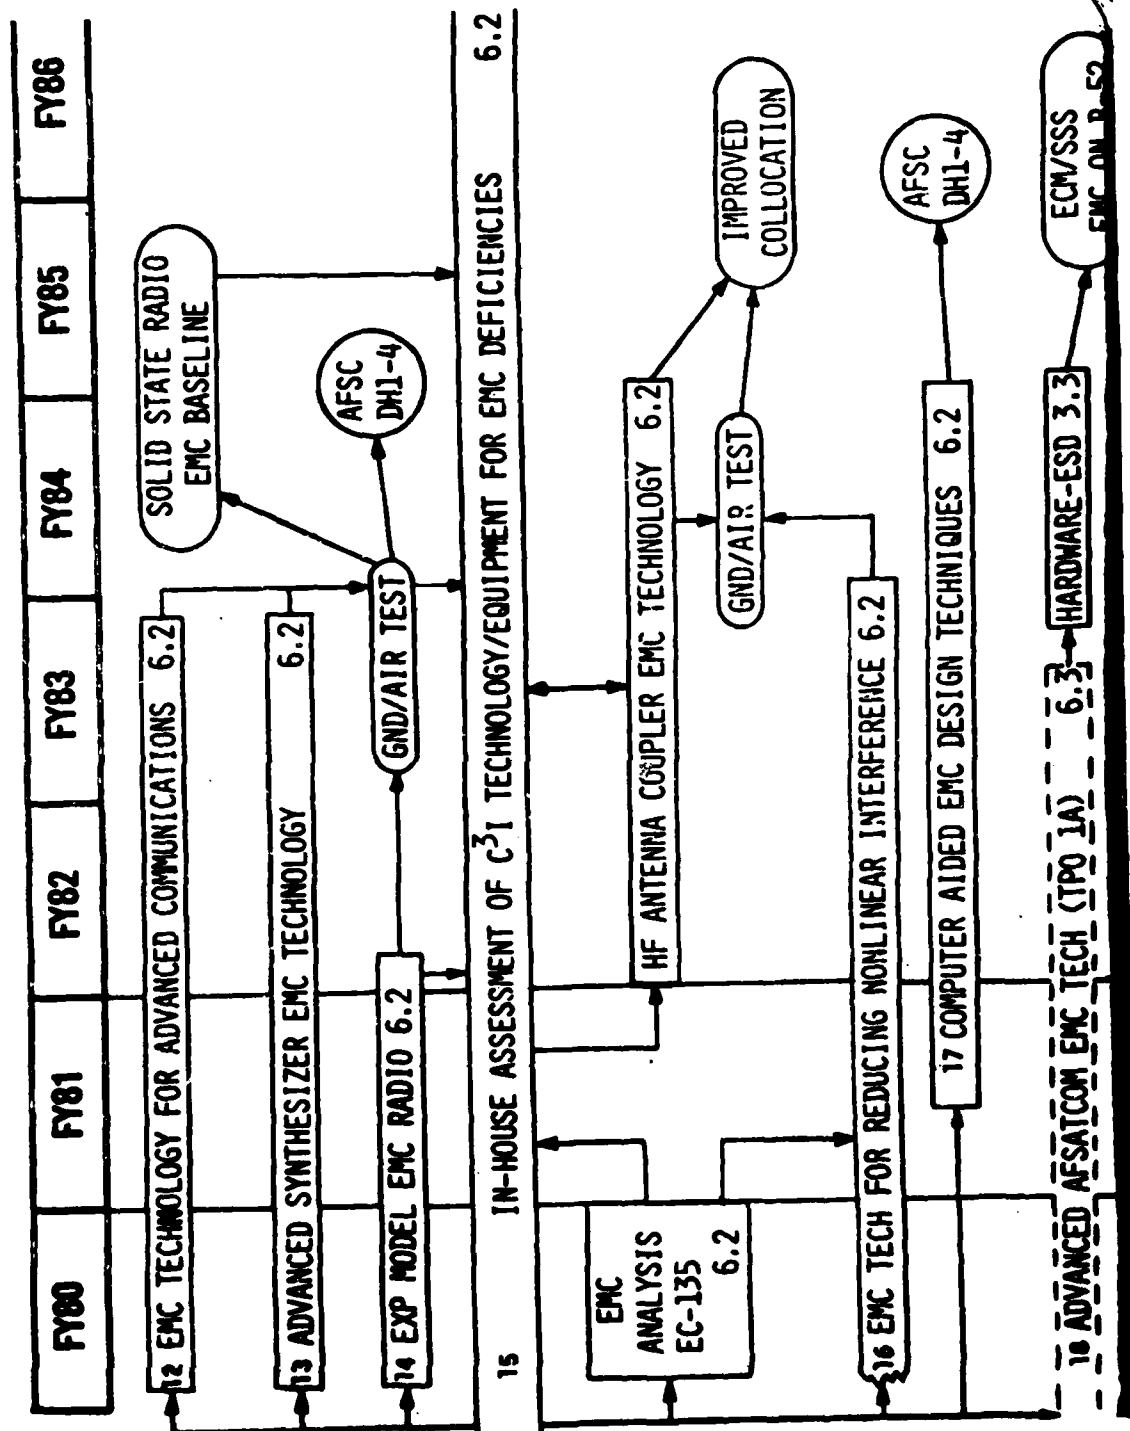 FY80 FY81 FY82 FY83 FY84 FY85 FY86
12 EMC TECHNOLOGY FOR ADVANCED COMMUNICATIONS 6.2
SOLID STATE RADIO
EMC BASELINE
13 ADVANCED SYNTHESIZER EMC TECHNOLOGY 6.2
AFSC
DH1-4
14 EXP MODEL EMC RADIO 6.2
GND/AIR TEST
15 IN-HOUSE ASSESSMENT OF C³I TECHNOLOGY/EQUIPMENT FOR EMC DEFICIENCIES 6.2
EMC
ANALYSIS
EC-135
6.2
HF ANTENNA COUPLER EMC TECHNOLOGY 6.2
GND/AIR TEST
IMPROVED
COLLOCATION
16 EMC TECH FOR REDUCING NONLINEAR INTERFERENCE 6.2
17 COMPUTER AIDED EMC DESIGN TECHNIQUES 6.2
AFSC
DH1-4
18 ADVANCED AFSATCOM EMC TECH (TPO 1A) 6.3
HARDWARE-ESD 3.3
ECM/SSS
EMC ON B-52